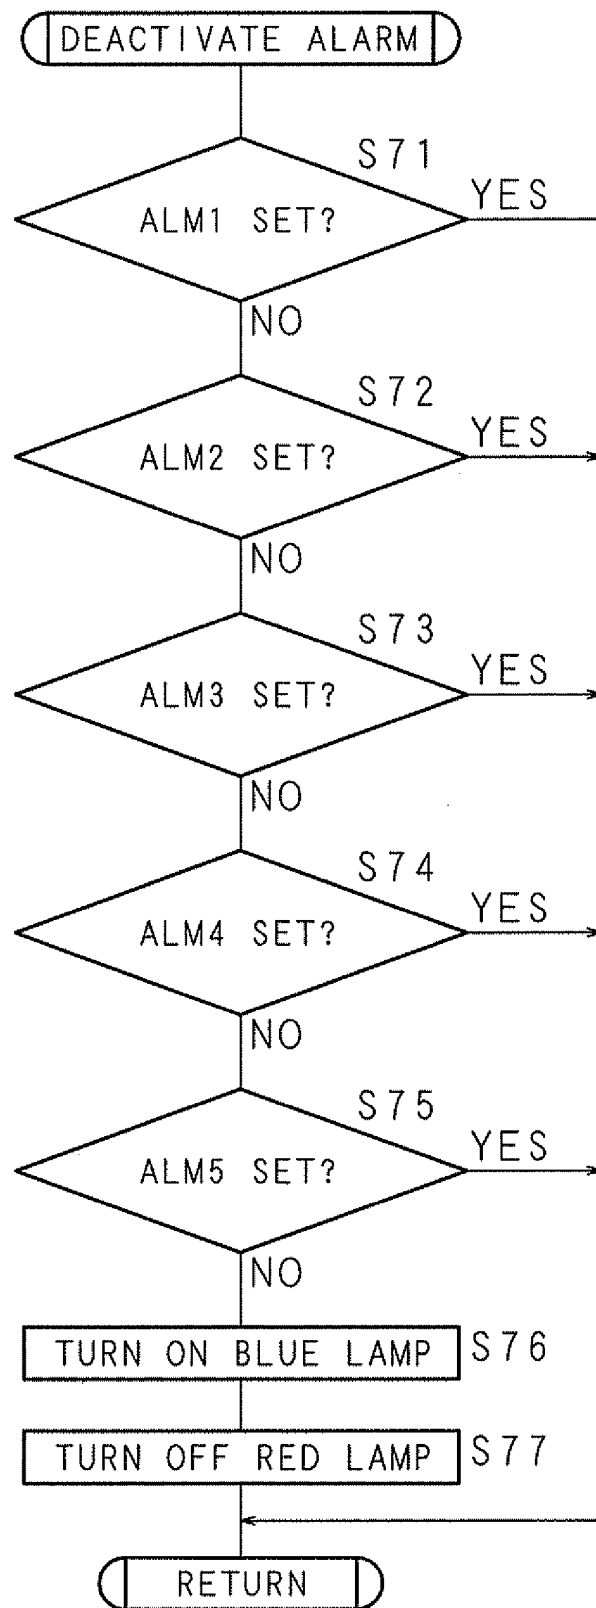 DEACTIVATE ALARM
S71
ALM1 SET?
YES
NO
S72
ALM2 SET?
YES
NO
S73
ALM3 SET?
YES
NO
S74
ALM4 SET?
YES
NO
S75
ALM5 SET?
YES
NO
TURN ON BLUE LAMP
S76
TURN OFF RED LAMP
S77
RETURN